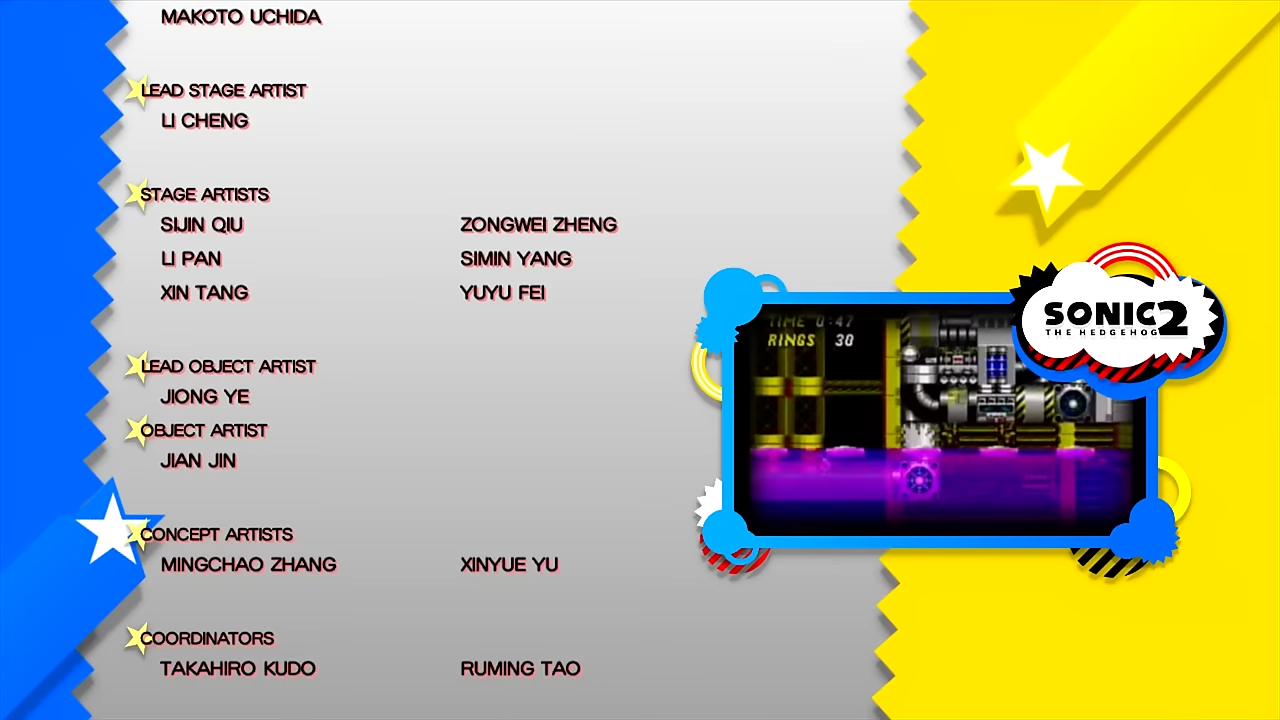 MAKOTO UCHIDA
LEAD STAGE ARTIST
LI CHENG
STAGE ARTISTS
SIJIN QIU
ZONGWEI ZHENG
LI PAN
SIMIN YANG
XIN TANG
YUYU FEI
LEAD OBJECT ARTIST
JIONG YE
OBJECT ARTIST
JIAN JIN
CONCEPT ARTISTS
MINGCHAO ZHANG
XINYUE YU
COORDINATORS
TAKAHIRO KUDO
RUMING TAO
SONIC 2
THE HEDGEHOG
TIME 0:47
RINGS 30